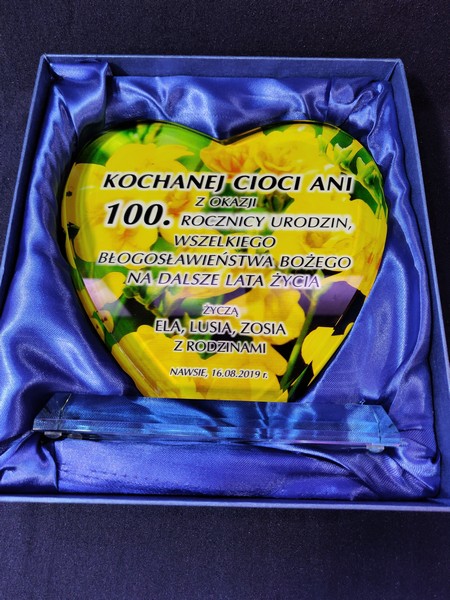 KOCHANEJ CIOCI ANI
Z OKAZJI
100. ROCZNICY URODZIN,
WSZELKIEGO
BŁOGOSŁAWIEŃSTWA BOŻEGO
NA DALSZE LATA ŻYCIA
ŻYCZĄ
ELA, LUSIA, ZOSIA
Z RODZINAMI
NAWSIE, 16.08.2019 r.